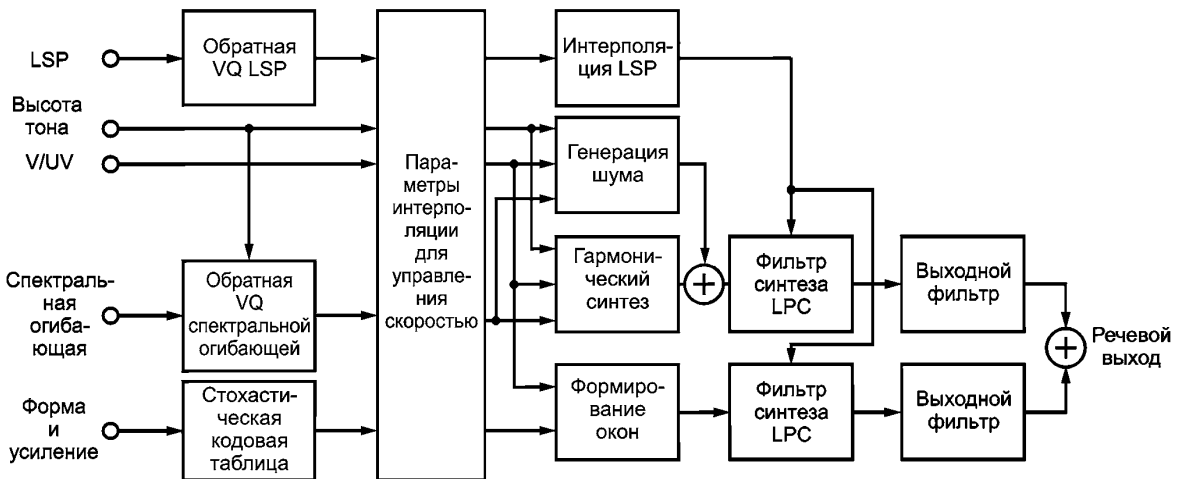 LSP
Обратная
VQ LSP
Интерполя-
ция LSP
Высота
тона
V/UV
Пара-
метры
интерпо-
ляции
для
управле-
ния
скоростью
Генерация
шума
Гармони-
ческий
синтез
Фильтр
синтеза
LPC
Выходной
фильтр
Спектраль-
ная
огиба-
ющая
Обратная
VQ
спектральной
огибающей
Речевой
выход
Форма
и
усиление
Стохасти-
ческая
кодовая
таблица
Формиро-
вание
окон
Фильтр
синтеза
LPC
Выходной
фильтр